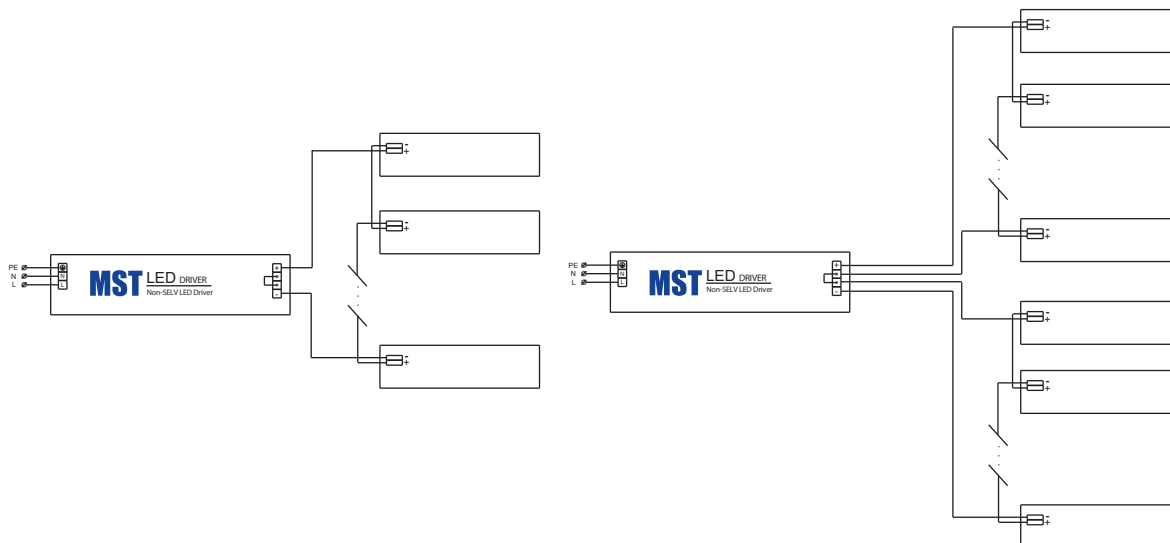 -
+
-
+
-
+
PE
N
L
N
L
MST LED DRIVER
Non-SELV LED Driver
+
-
-
+
-
+
-
+
PE
N
L
N
L
MST LED DRIVER
Non-SELV LED Driver
+
-
-
+
-
+
-
+